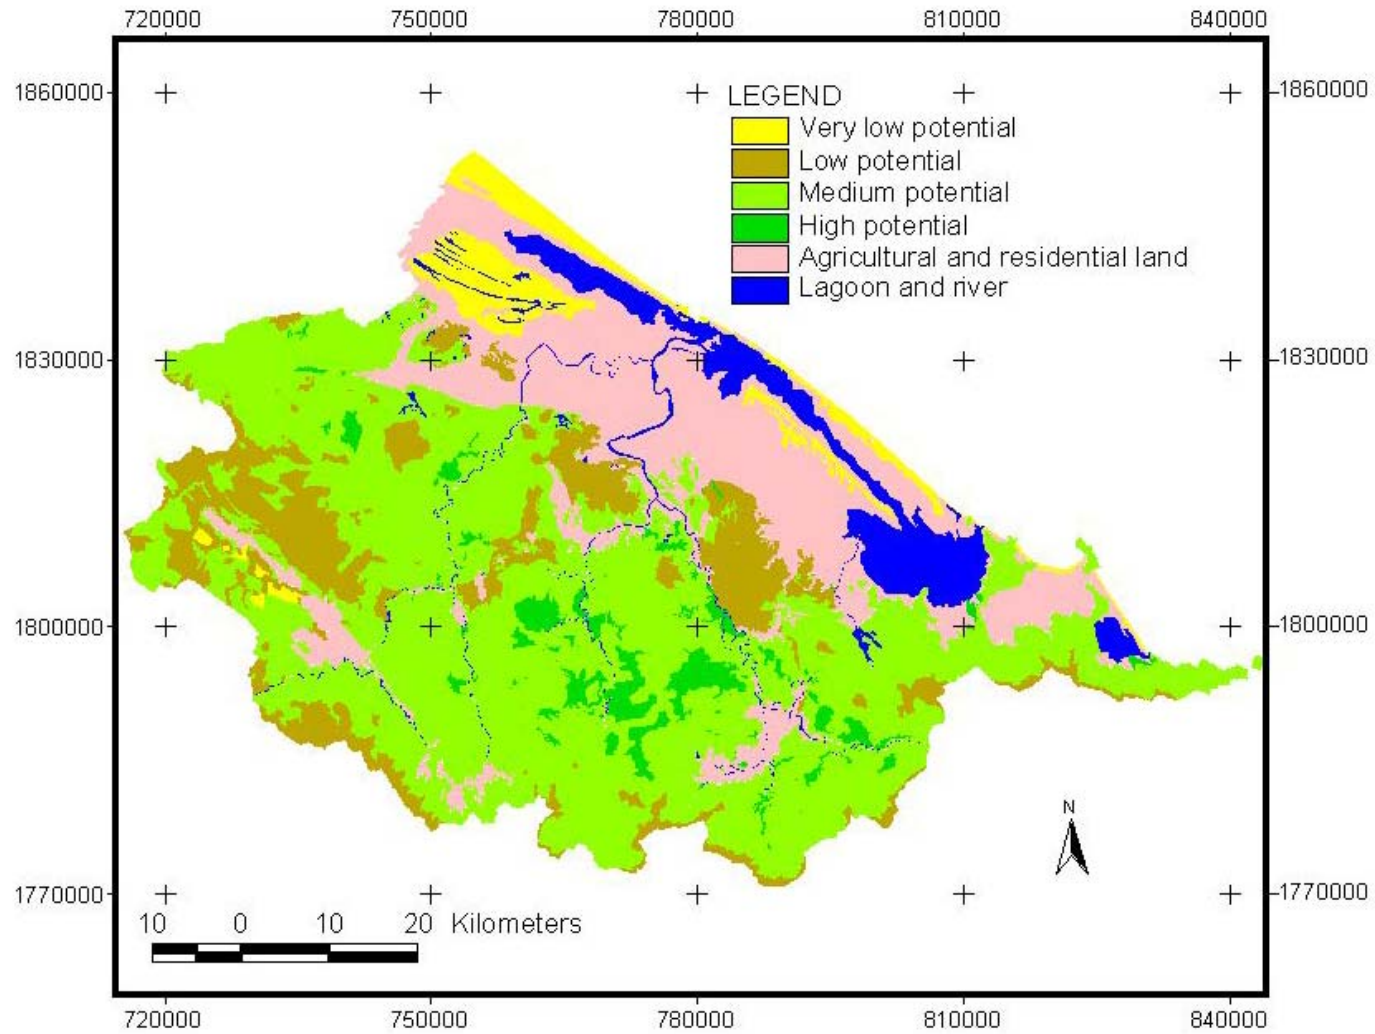 720000 750000 780000 810000 840000
1860000 1860000
LEGEND
Very low potential
Low potential
Medium potential
High potential
Agricultural and residential land
Lagoon and river
1830000 1830000
1800000 1800000
N
1770000 1770000
10 0 10 20 Kilometers
720000 750000 780000 810000 840000